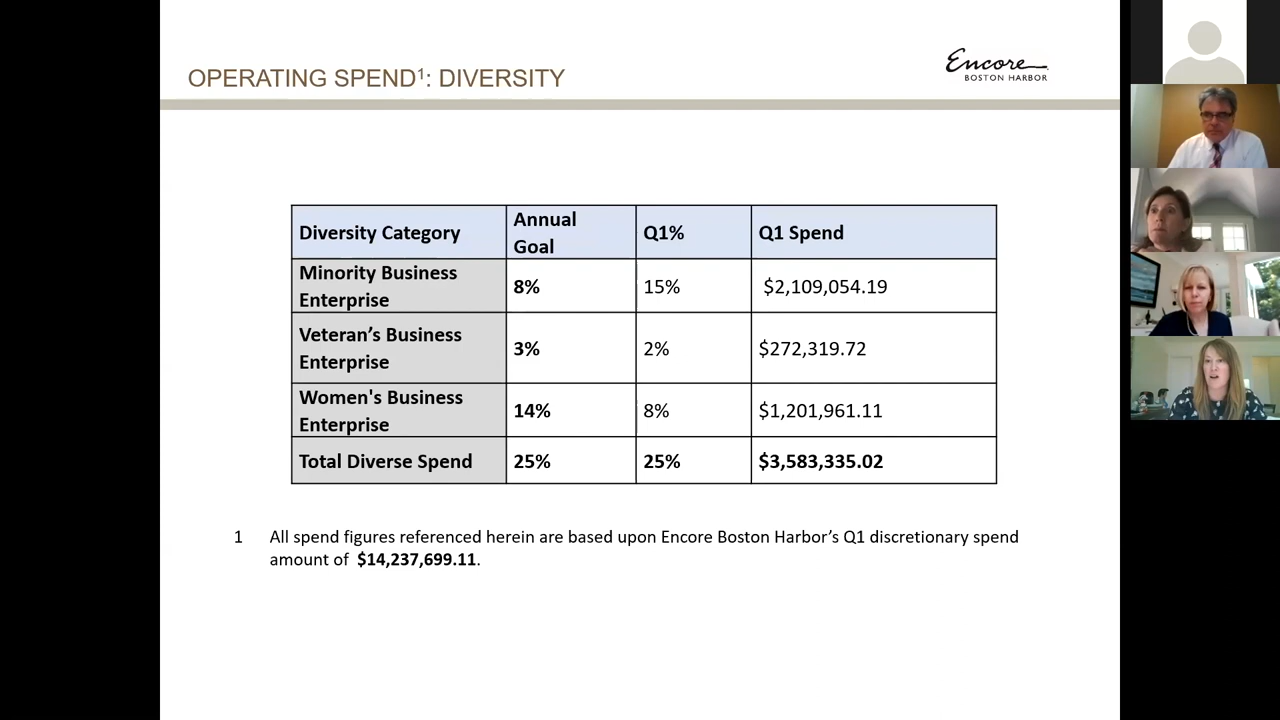 OPERATING SPEND¹: DIVERSITY
Encore
BOSTON HARBOR
Diversity Category
Annual
Goal
Q1%
Q1 Spend
Minority Business
Enterprise
8%
15%
$2,109,054.19
Veteran’s Business
Enterprise
3%
2%
$272,319.72
Women's Business
Enterprise
14%
8%
$1,201,961.11
Total Diverse Spend
25%
25%
$3,583,335.02
1 All spend figures referenced herein are based upon Encore Boston Harbor’s Q1 discretionary spend
amount of $14,237,699.11.